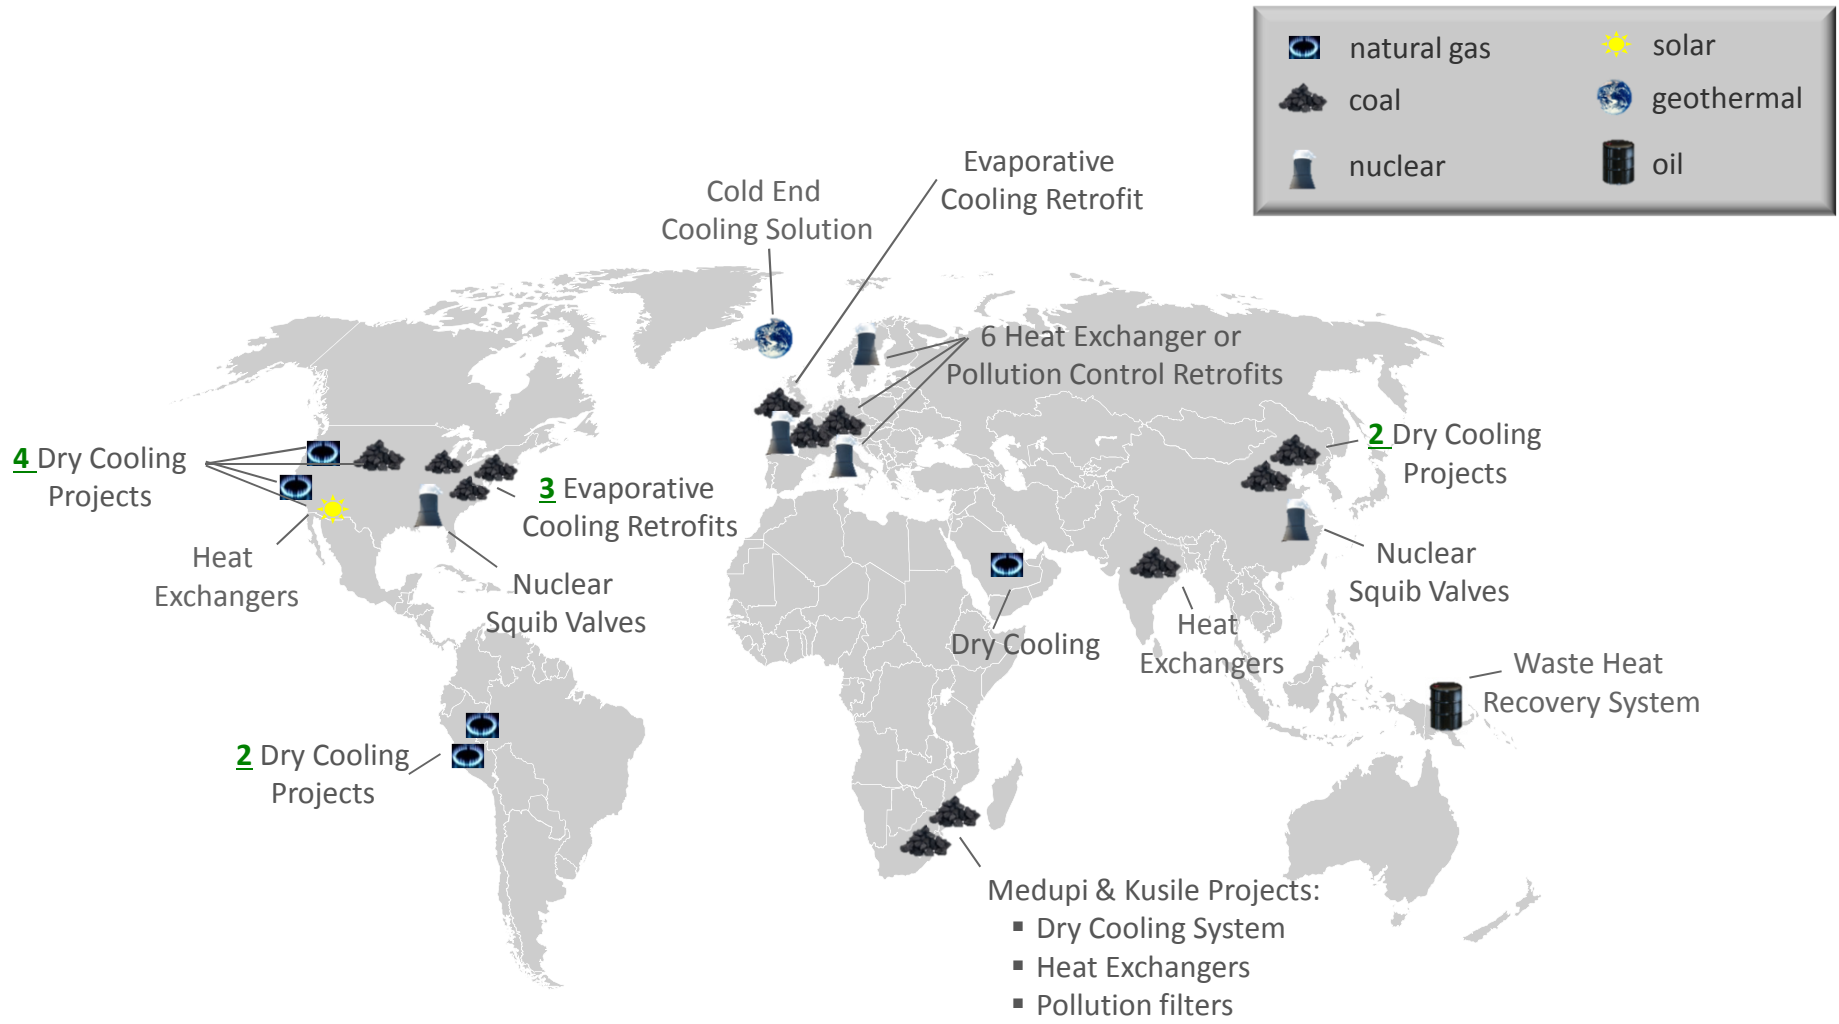 natural gas
solar
coal
geothermal
nuclear
oil
Evaporative
Cooling Retrofit
Cold End
Cooling Solution
6 Heat Exchanger or
Pollution Control Retrofits
4 Dry Cooling
Projects
3 Evaporative
Cooling Retrofits
Heat
Exchangers
Nuclear
Squib Valves
2 Dry Cooling
Projects
Nuclear
Squib Valves
Dry Cooling
Heat
Exchangers
Waste Heat
Recovery System
2 Dry Cooling
Projects
Medupi & Kusile Projects:
▪ Dry Cooling System
▪ Heat Exchangers
▪ Pollution filters